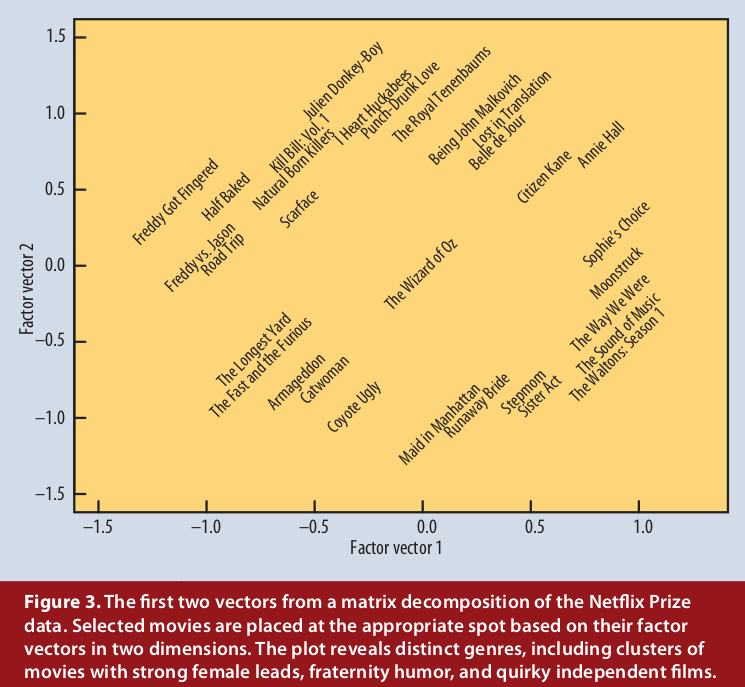 1.5
1.0
0.5
0.0
−0.5
−1.0
−1.5
Factor vector 2
Julien Donkey-Boy
I Heart Huckabees
Punch-Drunk Love
The Royal Tenenbaums
Being John Malkovich
Lost in Translation
Belle de Jour
Kill Bill: Vol. 1
Natural Born Killers
Scarface
Freddy Got Fingered
Half Baked
Freddy vs. Jason
Road Trip
Citizen Kane
Annie Hall
Sophie's Choice
Moonstruck
The Way We Were
The Sound of Music
The Waltons: Season 1
The Wizard of Oz
The Longest Yard
The Fast and the Furious
Armageddon
Catwoman
Coyote Ugly
Maid in Manhattan
Runaway Bride
Stepmom
Sister Act
−1.5 −1.0 −0.5 0.0 0.5 1.0
Factor vector 1
Figure 3. The first two vectors from a matrix decomposition of the Netflix Prize
data. Selected movies are placed at the appropriate spot based on their factor
vectors in two dimensions. The plot reveals distinct genres, including clusters of
movies with strong female leads, fraternity humor, and quirky independent films.